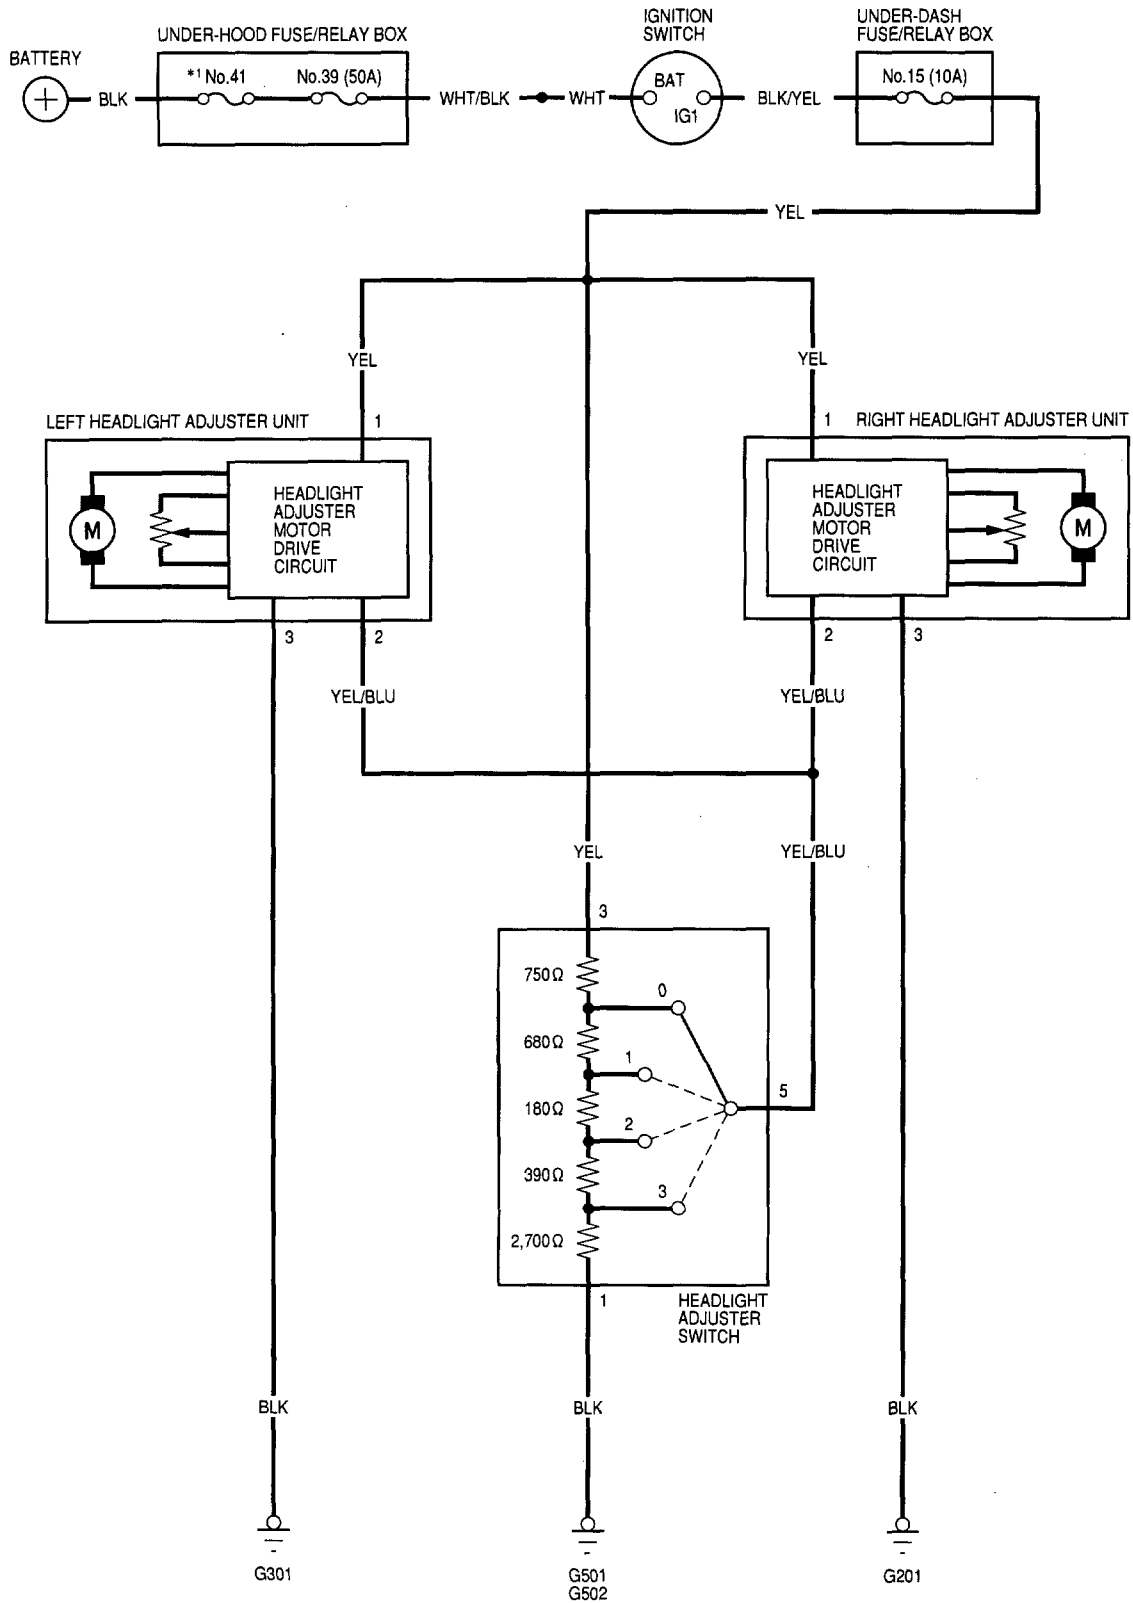 BATTERY
UNDER-HOOD FUSE/RELAY BOX
IGNITION
SWITCH
UNDER-DASH
FUSE/RELAY BOX
*1 No.41
No.39 (50A)
BAT
IG1
No.15 (10A)
+
BLK
WHT/BLK
WHT
BLK/YEL
YEL
YEL
YEL
LEFT HEADLIGHT ADJUSTER UNIT
1
1
RIGHT HEADLIGHT ADJUSTER UNIT
M
HEADLIGHT
ADJUSTER
MOTOR
DRIVE
CIRCUIT
HEADLIGHT
ADJUSTER
MOTOR
DRIVE
CIRCUIT
M
3
2
2
3
YEL/BLU
YEL/BLU
YEL
YEL/BLU
3
750Ω
0
680Ω
1
180Ω
5
2
390Ω
3
2,700Ω
1
HEADLIGHT
ADJUSTER
SWITCH
BLK
BLK
BLK
G301
G501
G502
G201